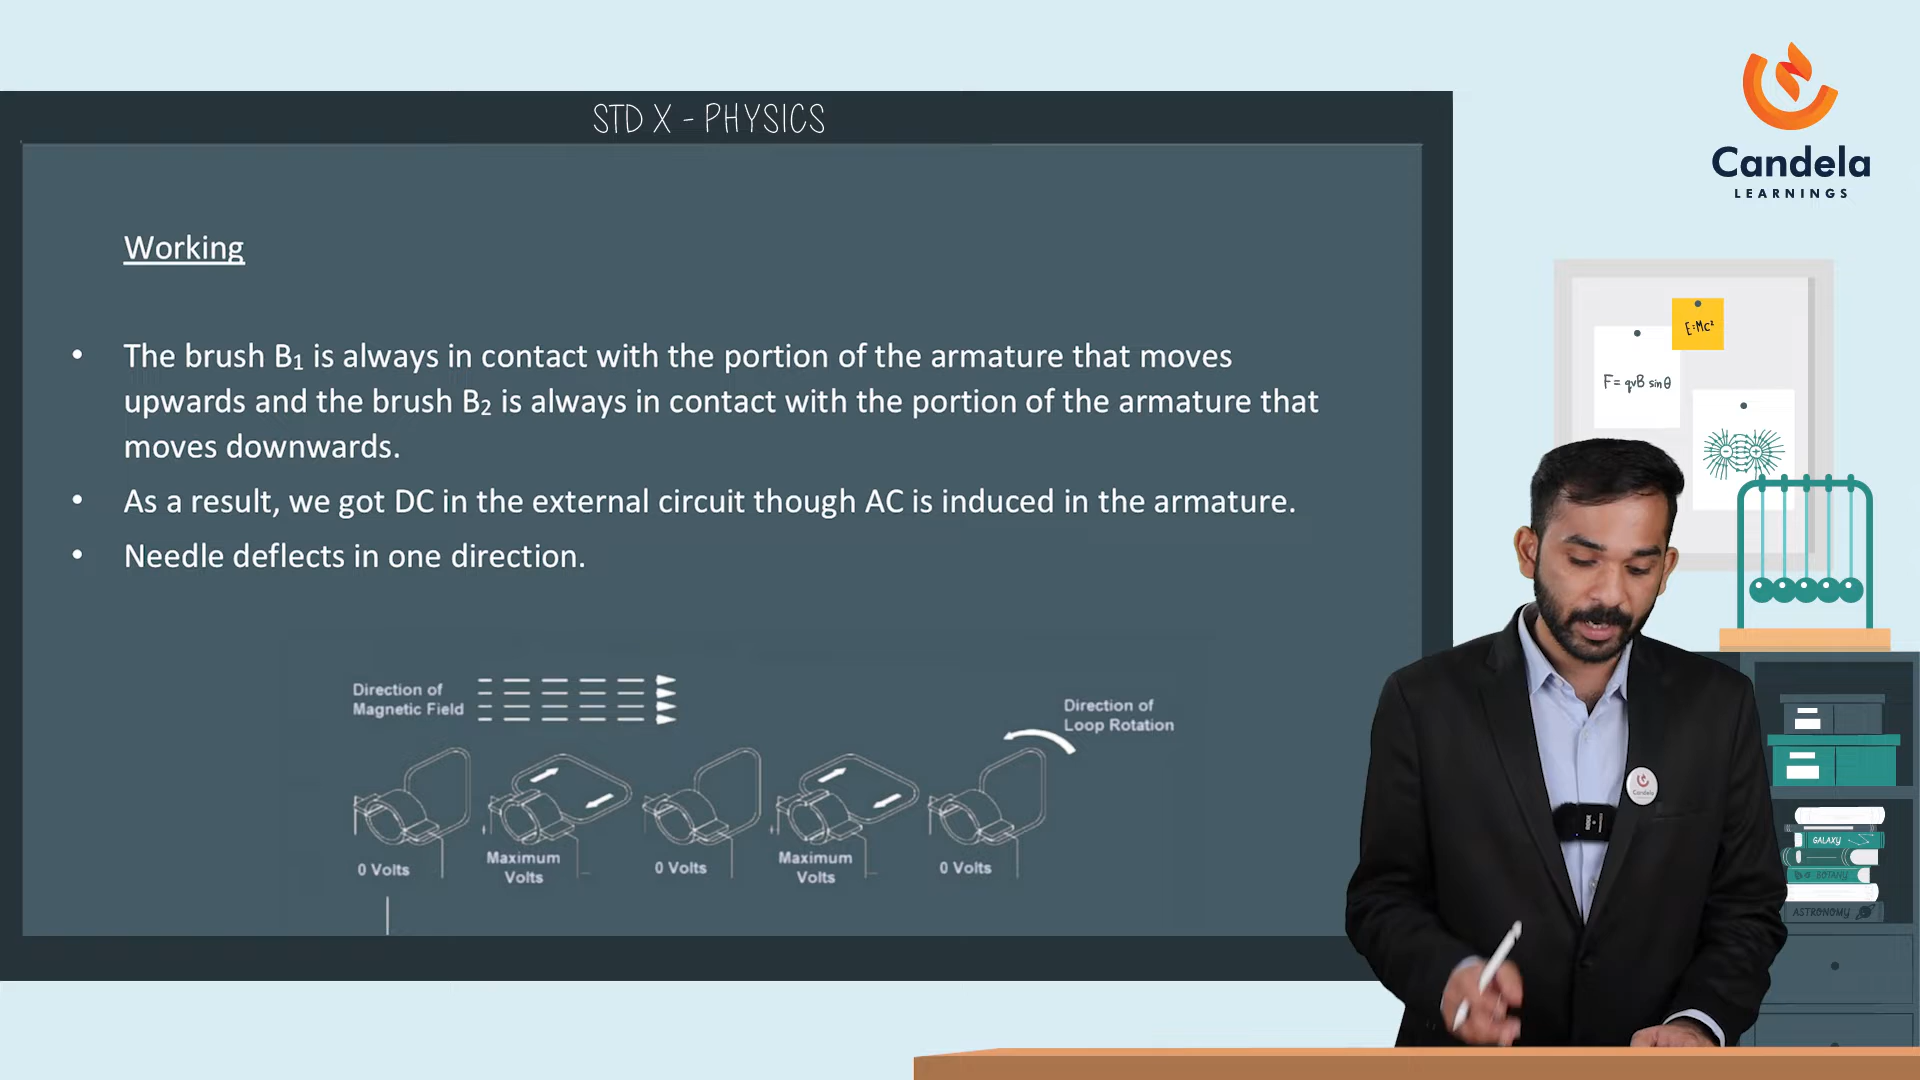 STD X - PHYSICS
Candela
LEARNINGS
Working
• The brush B₁ is always in contact with the portion of the armature that moves
upwards and the brush B₂ is always in contact with the portion of the armature that
moves downwards.
• As a result, we got DC in the external circuit though AC is induced in the armature.
• Needle deflects in one direction.
E=Mc²
F= qvB sinθ
Direction of
Magnetic Field
Direction of
Loop Rotation
0 Volts
Maximum
Volts
0 Volts
Maximum
Volts
0 Volts
Candela
GALAXY
BOTANY
ASTRONOMY